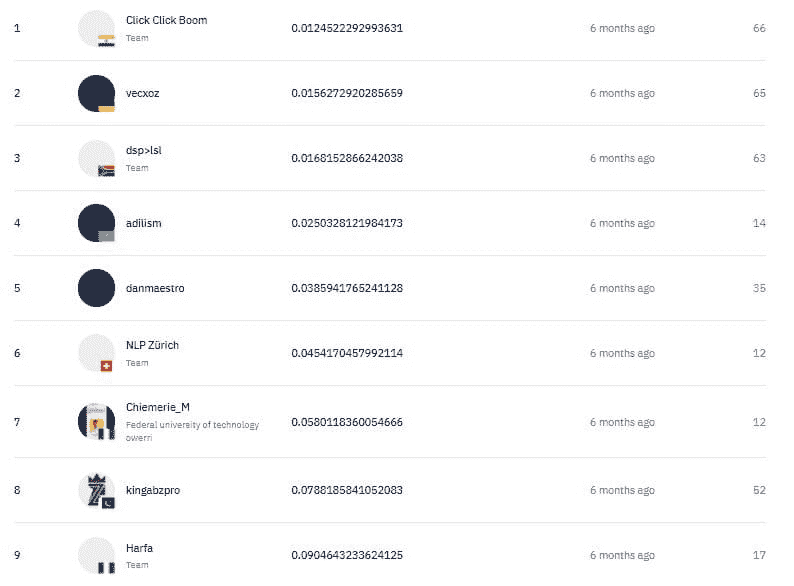 1 Click Click Boom 0.0124522292993631 6 months ago 66
Team
2 vecxoz 0.0156272920285659 6 months ago 65
3 dsp>lsl 0.0168152866242038 6 months ago 63
Team
4 adilism 0.0250328121984173 6 months ago 14
5 danmaestro 0.0385941765241128 6 months ago 35
6 NLP Zürich 0.0454170457992114 6 months ago 12
Team
7 Chiemerie_M 0.0580118360054666 6 months ago 12
Federal university of technology
owerri
8 kingabzpro 0.0788185841052083 6 months ago 52
9 Harfa 0.0904643233624125 6 months ago 17
Team